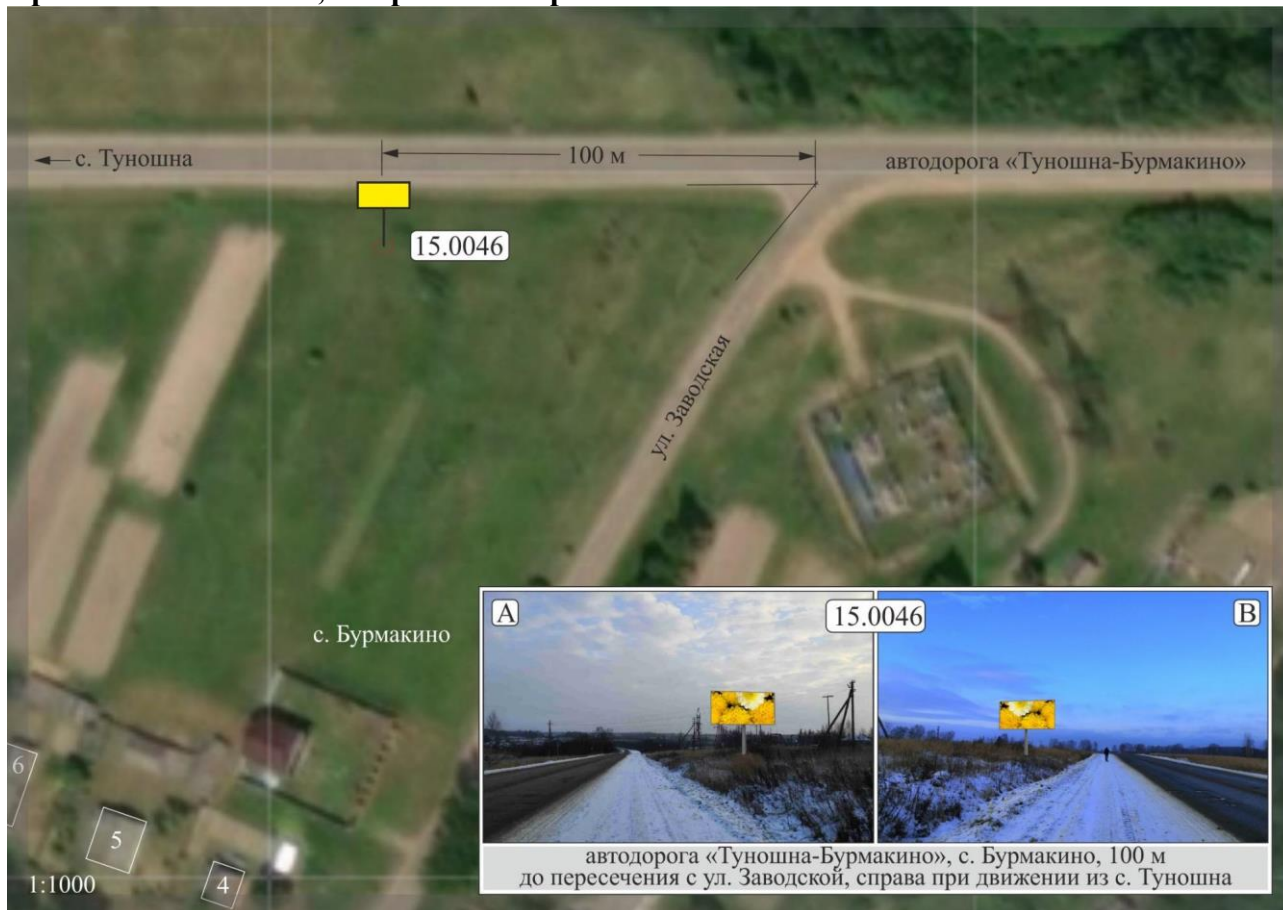 с. Туношна
100 м
автодорога «Туношна-Бурмакино»
15.0046
ул. Заводская
с. Бурмакино
А
15.0046
В
6
5
4
1:1000
автодорога «Туношна-Бурмакино», с. Бурмакино, 100 м
до пересечения с ул. Заводской, справа при движении из с. Туношна